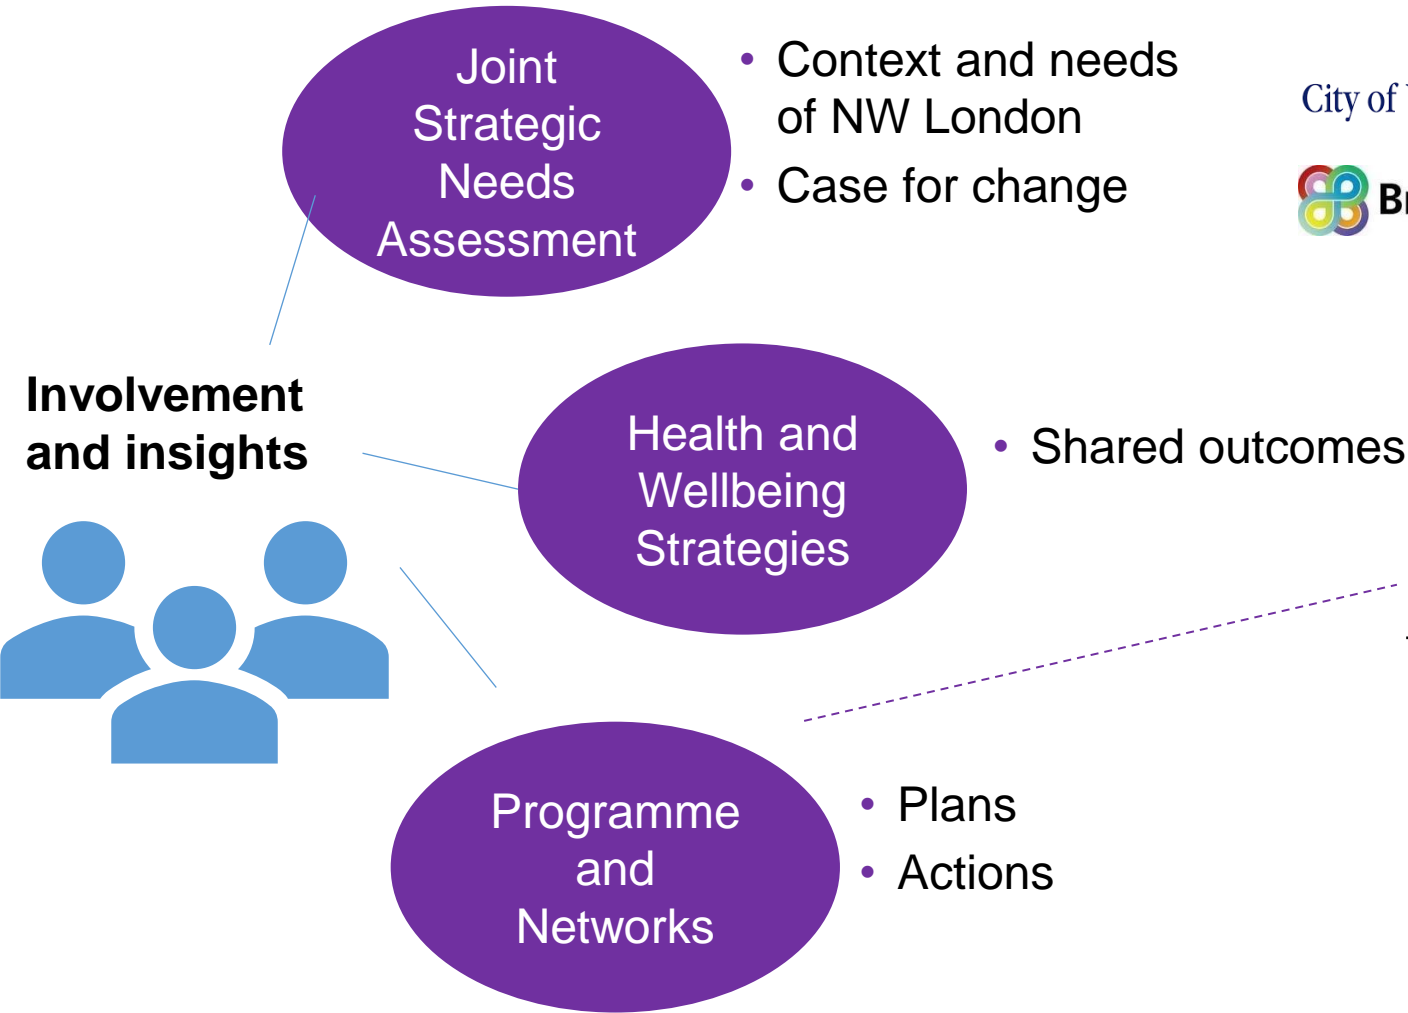 Joint
Strategic
Needs
Assessment
• Context and needs
of NW London
• Case for change
City of
Involvement
and insights
Health and
Wellbeing
Strategies
• Shared outcomes
Programme
and
Networks
• Plans
• Actions